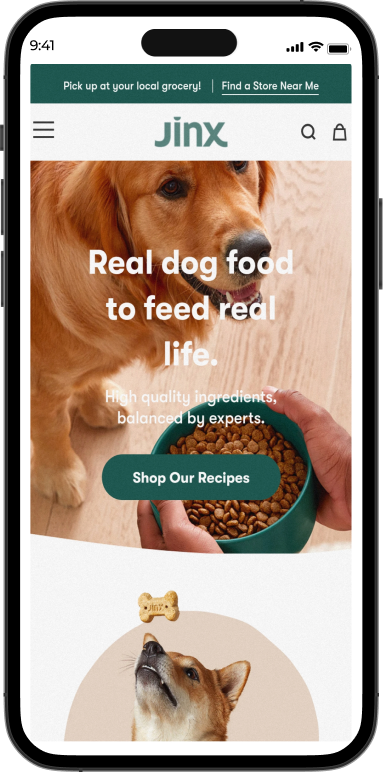 9:41
Pick up at your local grocery! | Find a Store Near Me
Jinx
Real dog food
to feed real
life.
High quality ingredients,
balanced by experts.
Shop Our Recipes
Jinx